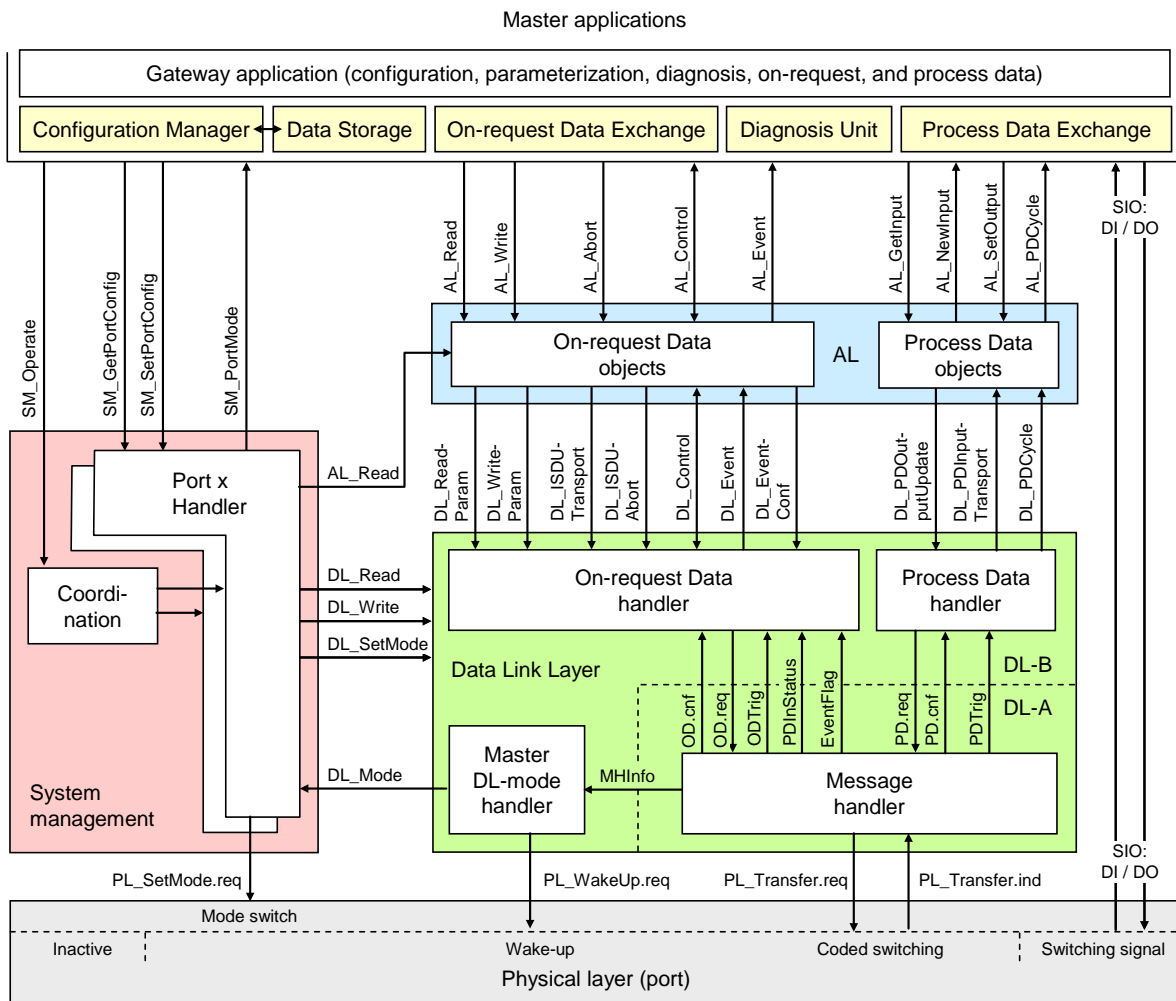 Master applications
Gateway application (configuration, parameterization, diagnosis, on-request, and process data)
Configuration Manager
Data Storage
On-request Data Exchange
Diagnosis Unit
Process Data Exchange
SM_Operate
SM_GetPortConfig
SM_SetPortConfig
SM_PortMode
AL_Read
AL_Write
AL_Abort
AL_Control
AL_Event
AL_GetInput
AL_NewInput
AL_SetOutput
AL_PDCycle
SIO:
DI / DO
On-request Data
objects
AL
Process Data
objects
Port x
Handler
AL_Read
DL_Read-
Param
DL_Write-
Param
DL_ISDU-
Transport
DL_ISDU-
Abort
DL_Control
DL_Event
DL_Event-
Conf
DL_PDOut-
putUpdate
DL_PDInput-
Transport
DL_PDCycle
Coordi-
nation
DL_Read
DL_Write
DL_SetMode
On-request Data
handler
Process Data
handler
Data Link Layer
DL-B
DL-A
OD.cnf
OD.req
ODTrig
PDInStatus
EventFlag
PD.req
PD.cnf
PDTrig
System
management
DL_Mode
Master
DL-mode
handler
MHInfo
Message
handler
PL_SetMode.req
PL_WakeUp.req
PL_Transfer.req
PL_Transfer.ind
SIO:
DI / DO
Mode switch
Inactive
Wake-up
Coded switching
Switching signal
Physical layer (port)